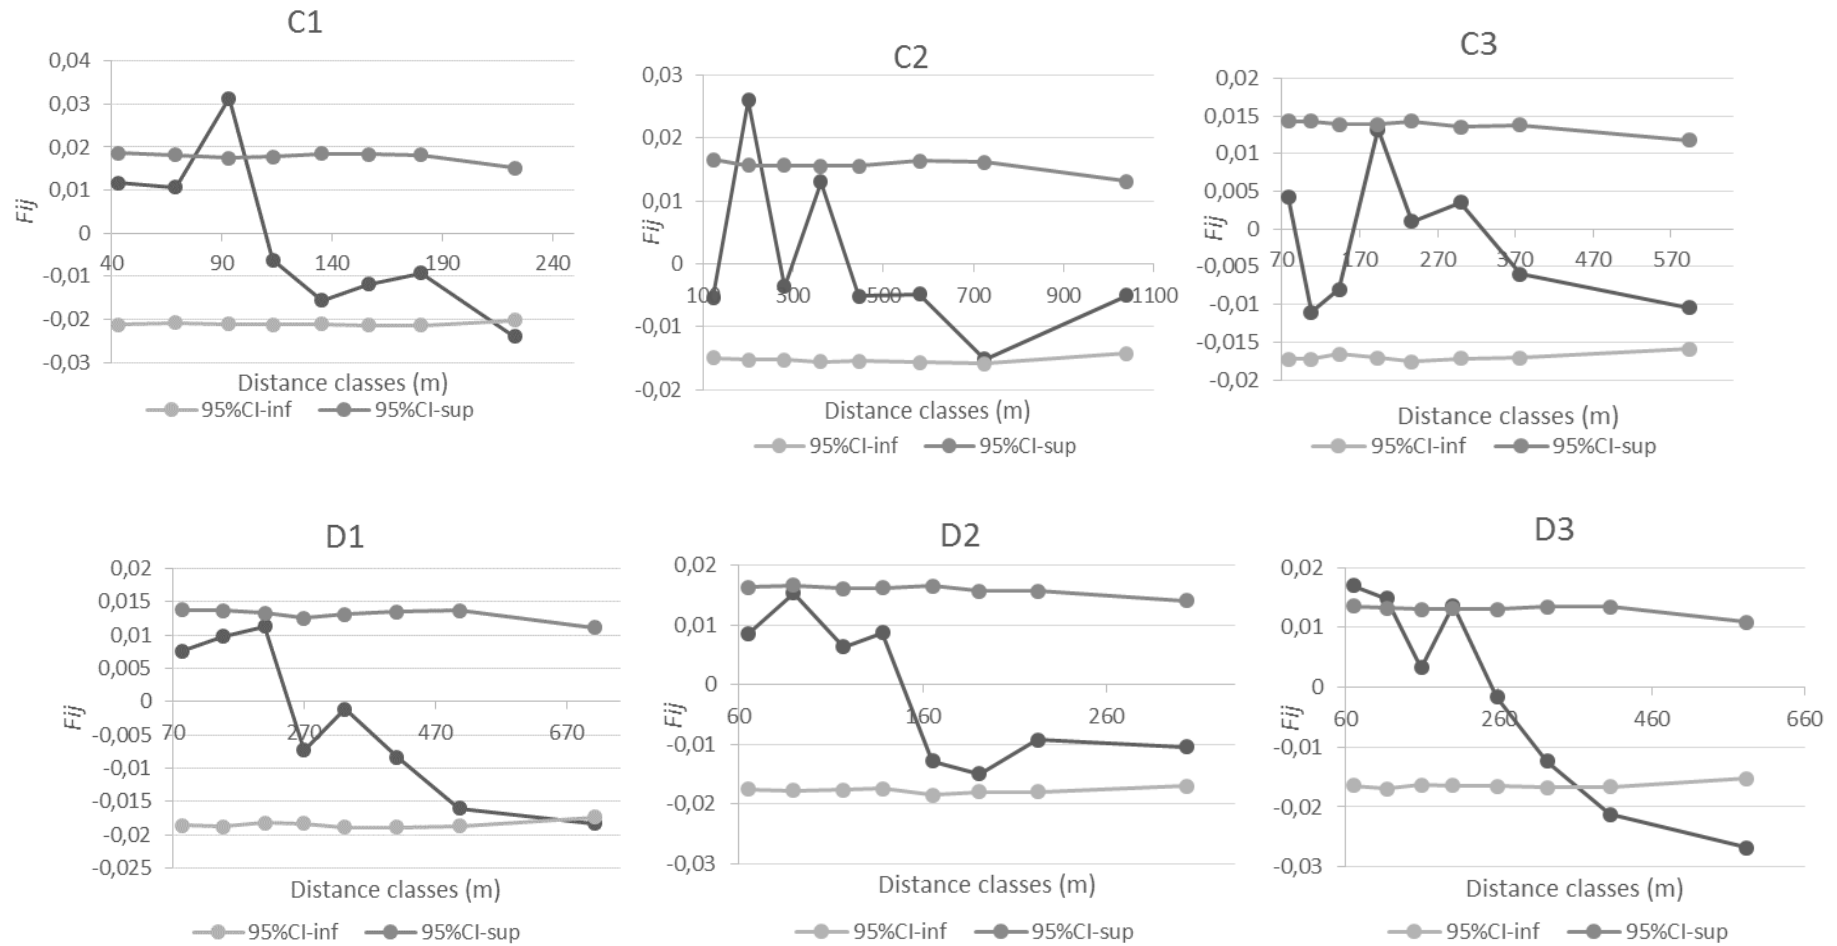 C1
0,04
0,03
0,02
0,01
0
-0,01
-0,02
-0,03
Fij
40 90 140 190 240
Distance classes (m)
95%CI-inf 95%CI-sup
C2
0,03
0,02
0,01
0
-0,01
-0,02
Fij
100 300 500 700 900 1100
Distance classes (m)
95%CI-inf 95%CI-sup
C3
0,02
0,015
0,01
0,005
0
-0,005
-0,01
-0,015
-0,02
Fij
70 170 270 370 470 570
Distance classes (m)
95%CI-inf 95%CI-sup
D1
0,02
0,015
0,01
0,005
0
-0,005
-0,01
-0,015
-0,02
-0,025
Fij
70 270 470 670
Distance classes (m)
95%CI-inf 95%CI-sup
D2
0,02
0,01
0
-0,01
-0,02
-0,03
Fij
60 160 260
Distance classes (m)
95%CI-inf 95%CI-sup
D3
0,02
0,01
0
-0,01
-0,02
-0,03
Fij
60 260 460 660
Distance classes (m)
95%CI-inf 95%CI-sup